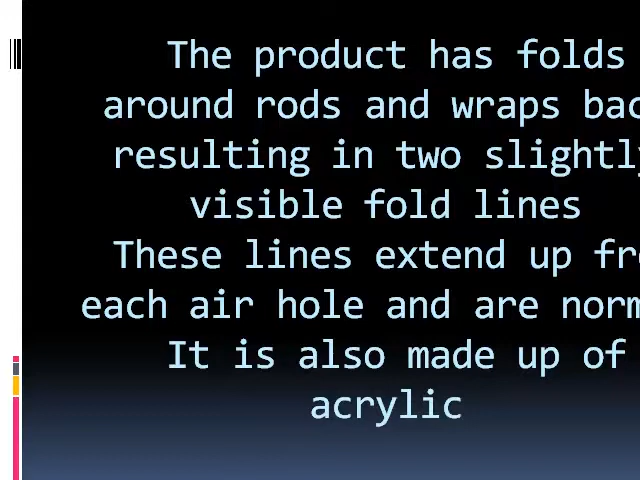 The product has folds
around rods and wraps
resulting in two
visible fold lines
These lines extend up
each air hole and are
It is also made up of
acrylic